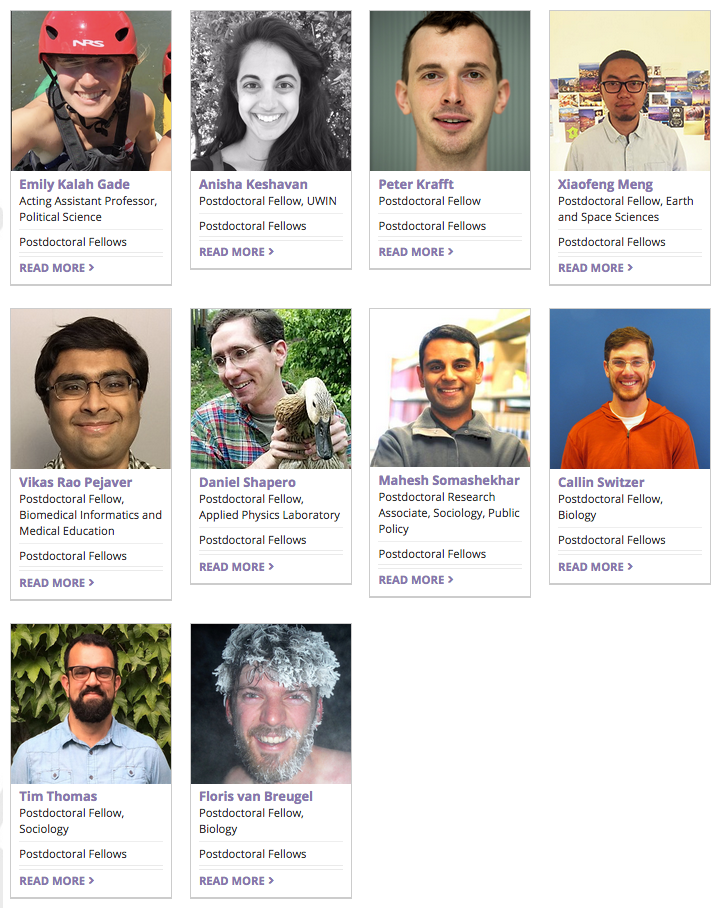 NRS
Emily Kalah Gade
Acting Assistant Professor,
Political Science
Postdoctoral Fellows
READ MORE >
Anisha Keshavan
Postdoctoral Fellow, UWIN
Postdoctoral Fellows
READ MORE >
Peter Krafft
Postdoctoral Fellow
Postdoctoral Fellows
READ MORE >
Xiaofeng Meng
Postdoctoral Fellow, Earth
and Space Sciences
Postdoctoral Fellows
READ MORE >
Vikas Rao Pejaver
Postdoctoral Fellow,
Biomedical Informatics and
Medical Education
Postdoctoral Fellows
READ MORE >
Daniel Shapero
Postdoctoral Fellow,
Applied Physics Laboratory
Postdoctoral Fellows
READ MORE >
Mahesh Somashekhar
Postdoctoral Research
Associate, Sociology, Public
Policy
Postdoctoral Fellows
READ MORE >
Callin Switzer
Postdoctoral Fellow,
Biology
Postdoctoral Fellows
READ MORE >
Tim Thomas
Postdoctoral Fellow,
Sociology
Postdoctoral Fellows
READ MORE >
Floris van Breugel
Postdoctoral Fellow,
Biology
Postdoctoral Fellows
READ MORE >